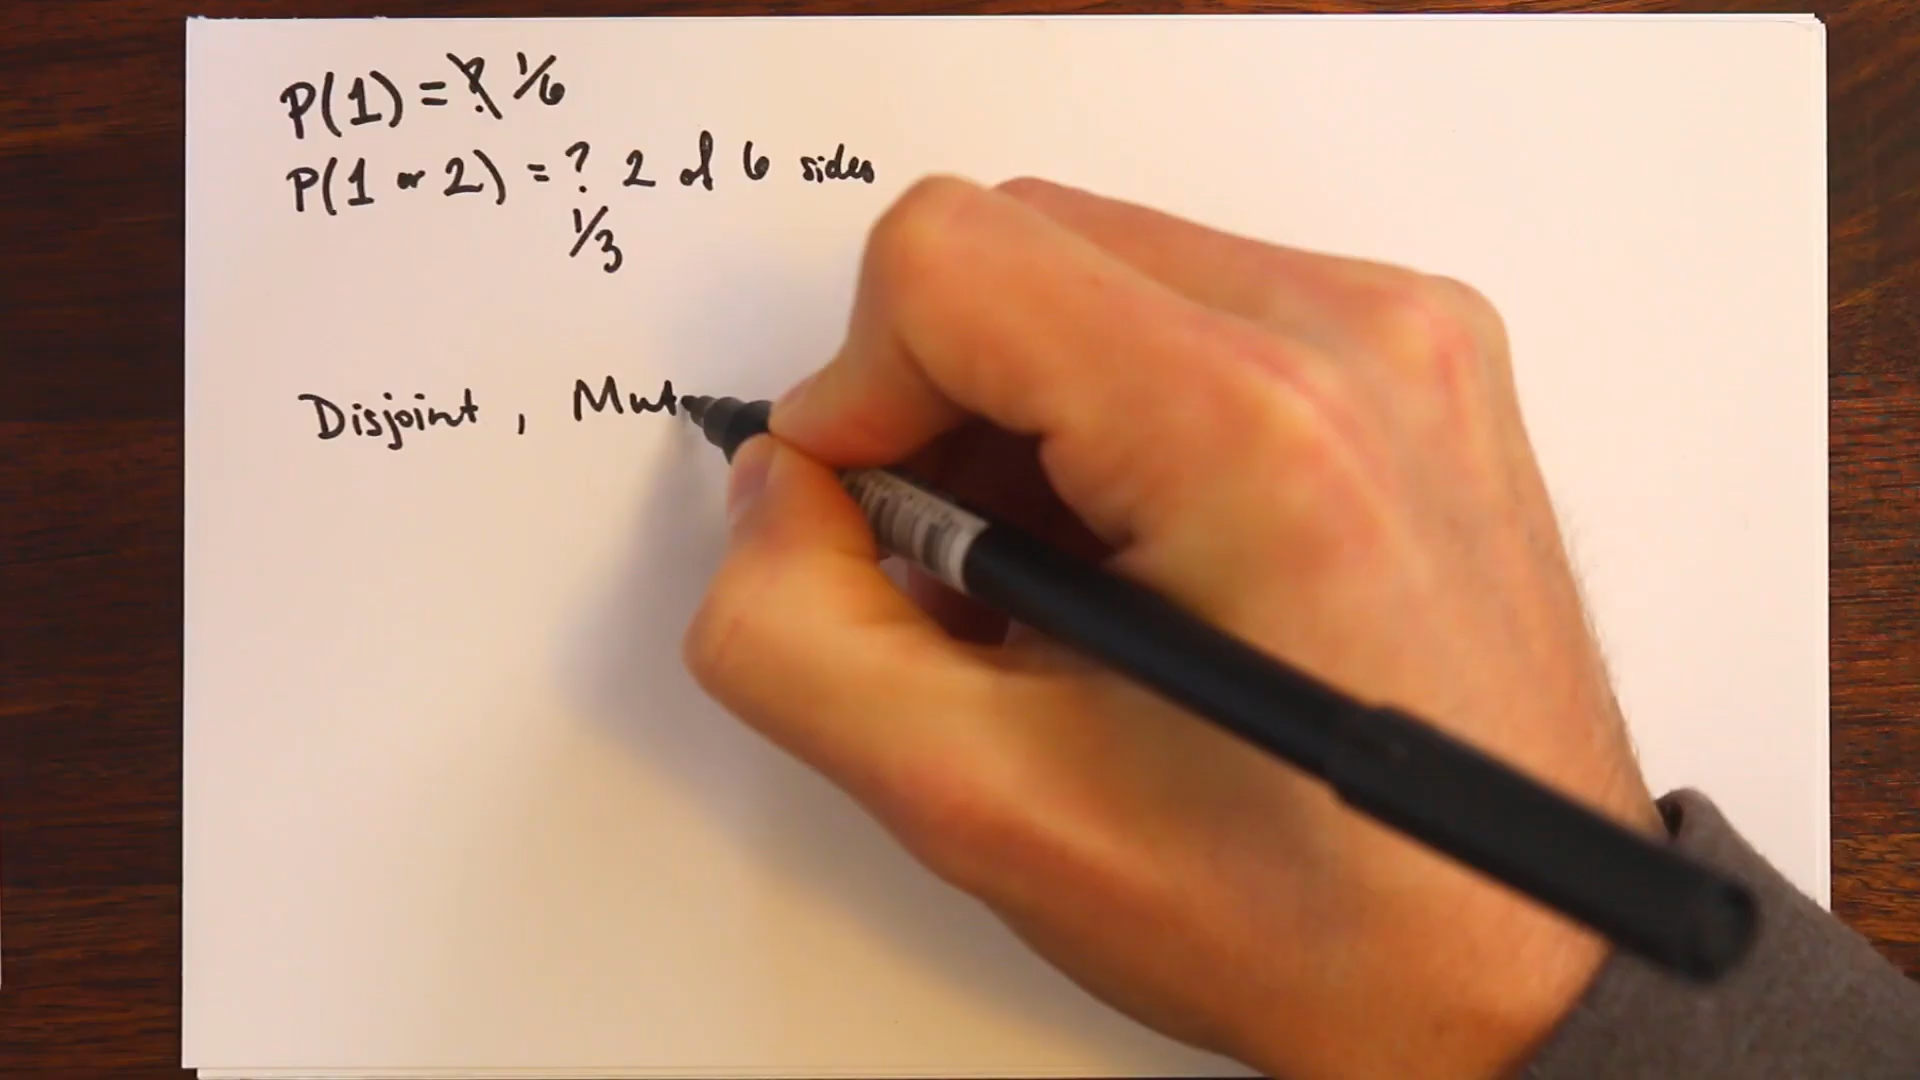 P(1) = ? 1/6
P(1 or 2) = ? 2 of 6 sides
1/3
Disjoint, Mut